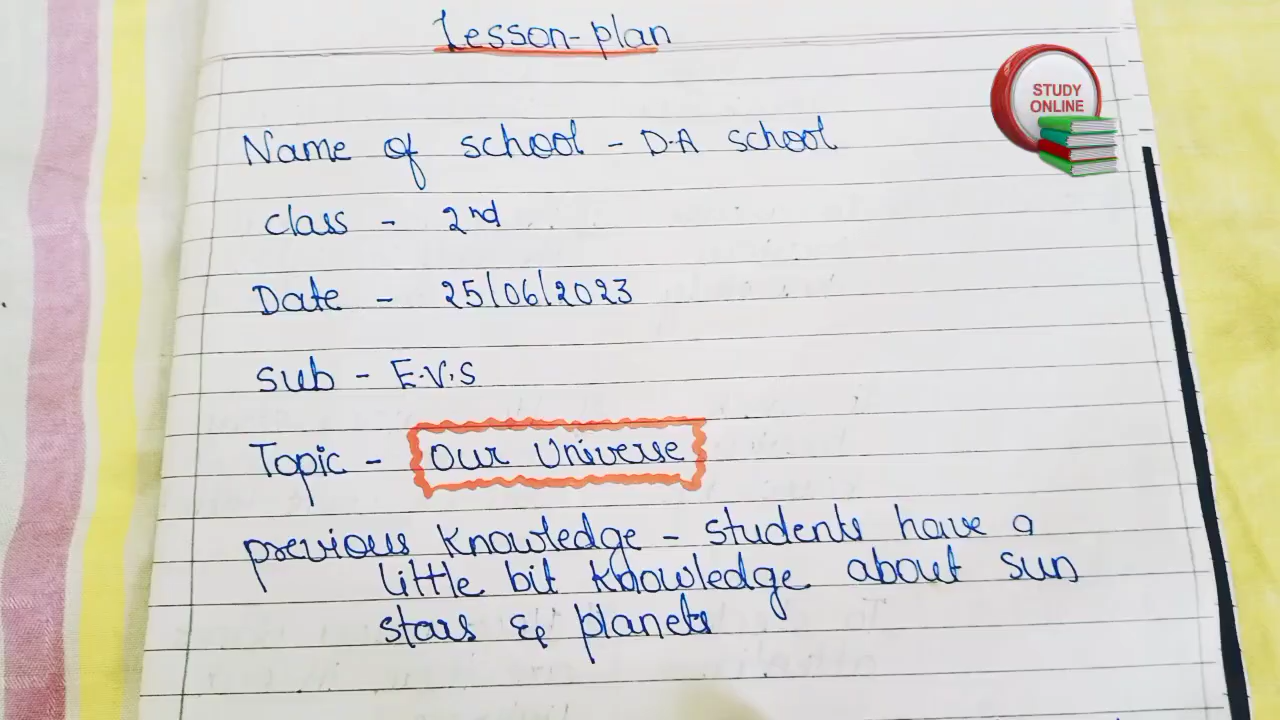 Lesson-plan
STUDY
ONLINE
Name of school - D.A school
class - 2nd
Date - 25/06/2023
Sub - E.V.S
Topic - Our Universe
previous Knowledge - students have a
little bit knowledge about sun
stars & planets